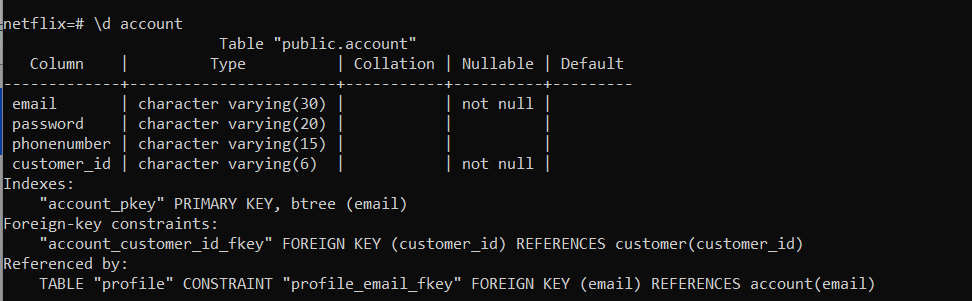 netflix=# \d account
                        Table "public.account"
   Column    |         Type          | Collation | Nullable | Default
-------------+-----------------------+-----------+----------+---------
 email       | character varying(30) |           | not null |
 password    | character varying(20) |           |          |
 phonenumber | character varying(15) |           |          |
 customer_id | character varying(6)  |           | not null |
Indexes:
    "account_pkey" PRIMARY KEY, btree (email)
Foreign-key constraints:
    "account_customer_id_fkey" FOREIGN KEY (customer_id) REFERENCES customer(customer_id)
Referenced by:
    TABLE "profile" CONSTRAINT "profile_email_fkey" FOREIGN KEY (email) REFERENCES account(email)